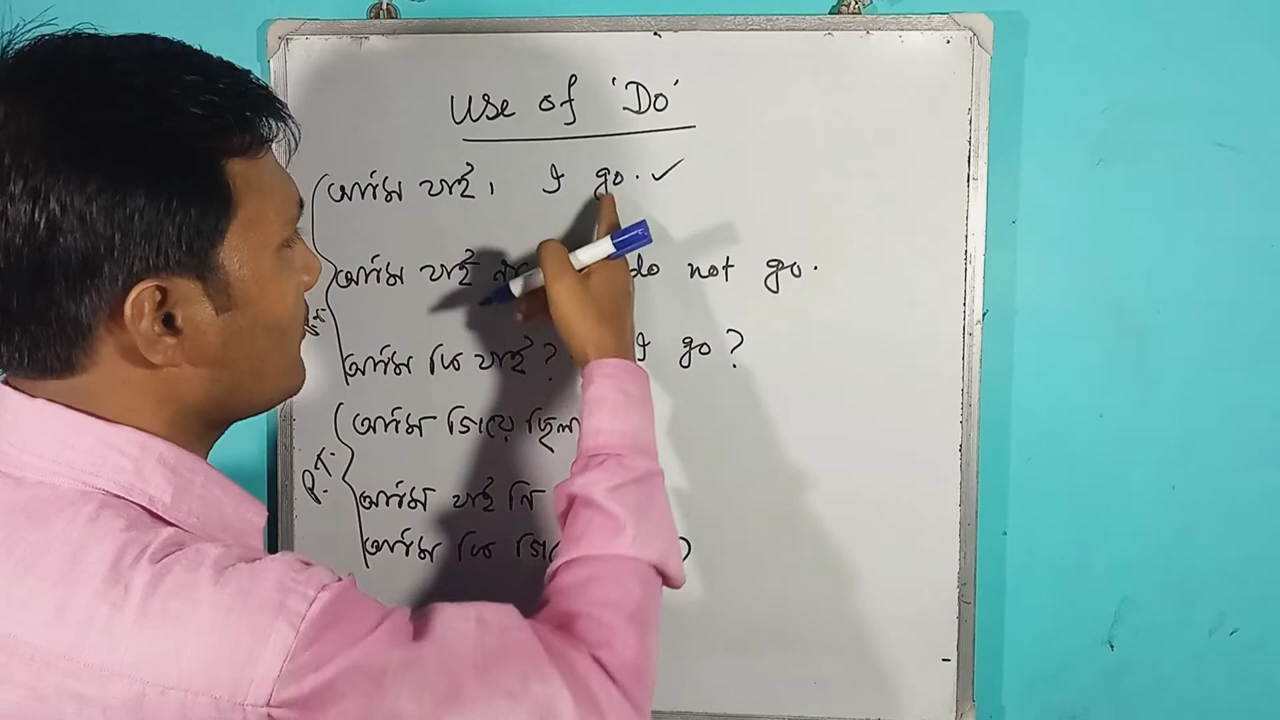 Use of 'Do'
আমি যাই। I go. ✓
আমি যাই না do not go.
আমি কি যাই? I go?
P.T.
আমি গিয়েছিলা
আমি যাই নি
আমি কি গি ?